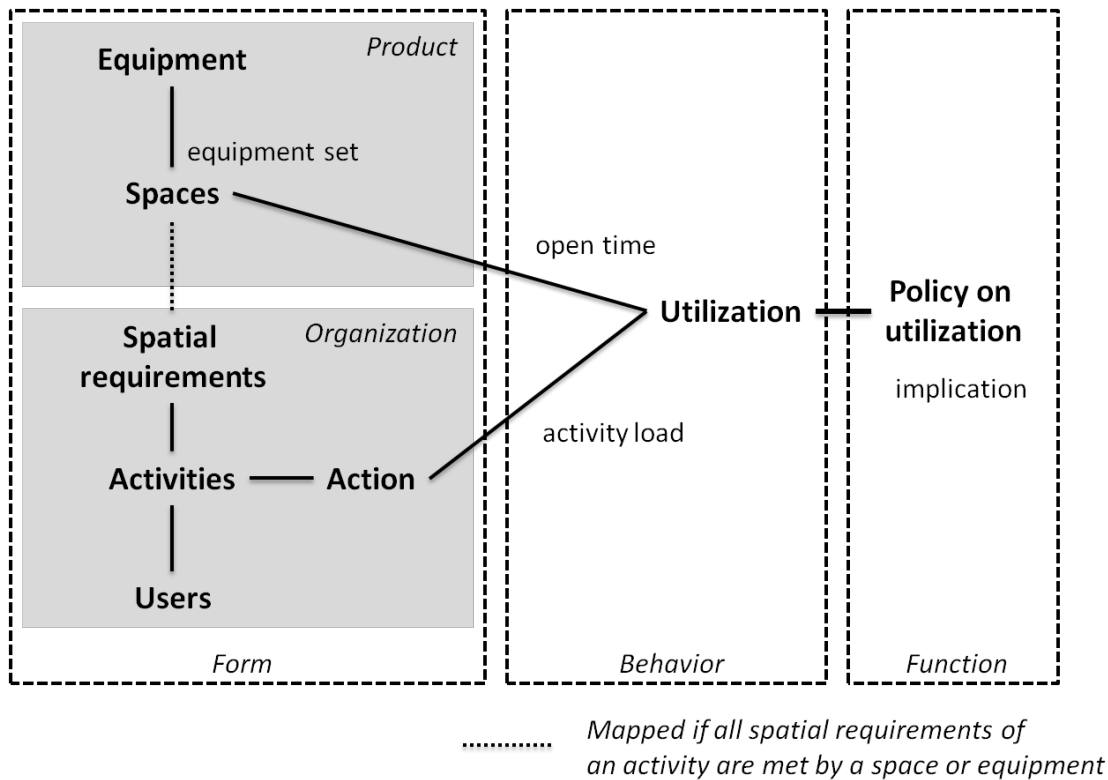 Product
Equipment
equipment set
Spaces
open time
Utilization
Policy on
utilization
implication
Organization
Spatial
requirements
activity load
Activities
Action
Users
Form
Behavior
Function
Mapped if all spatial requirements of
an activity are met by a space or equipment